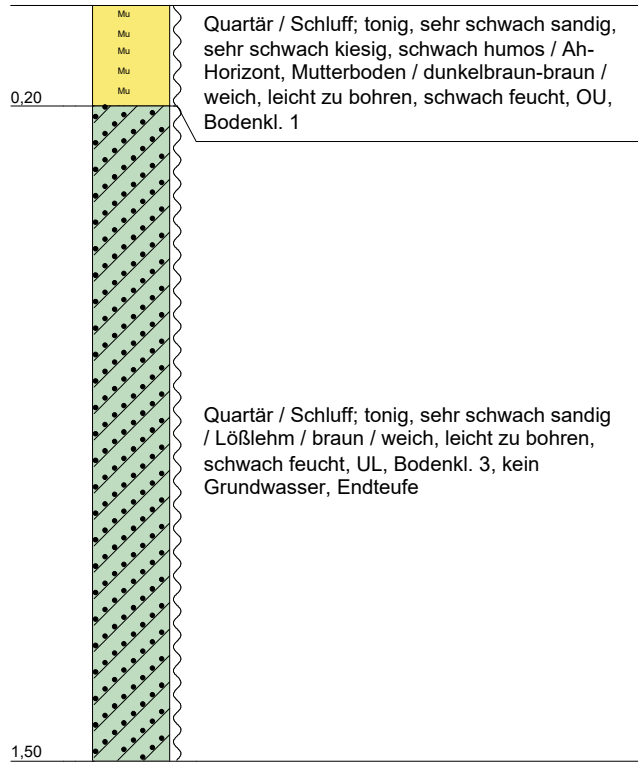 Mu
Mu
Mu
Mu
Mu
Quartär / Schluff; tonig, sehr schwach sandig,
sehr schwach kiesig, schwach humos / Ah-
Horizont, Mutterboden / dunkelbraun-braun /
weich, leicht zu bohren, schwach feucht, OU,
Bodenkl. 1
0,20
Quartär / Schluff; tonig, sehr schwach sandig
/ Lößlehm / braun / weich, leicht zu bohren,
schwach feucht, UL, Bodenkl. 3, kein
Grundwasser, Endteufe
1,50